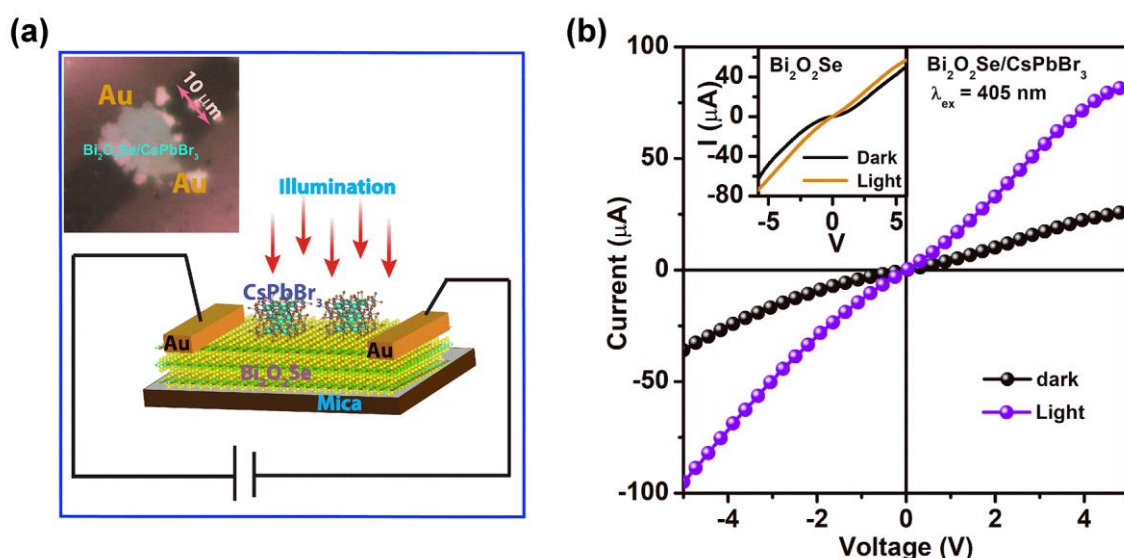 (a)
Au
10 μm
Bi₂O₂Se/CsPbBr₃
Au
Illumination
CsPbBr₃
Au
Au
Bi₂O₂Se
Mica
(b)
100
50
0
-50
-100
Current (μA)
-4
-2
0
2
4
Voltage (V)
Bi₂O₂Se/CsPbBr₃
λex = 405 nm
dark
Light
40
0
-40
-80
I (μA)
-5
0
5
V
Bi₂O₂Se
Dark
Light